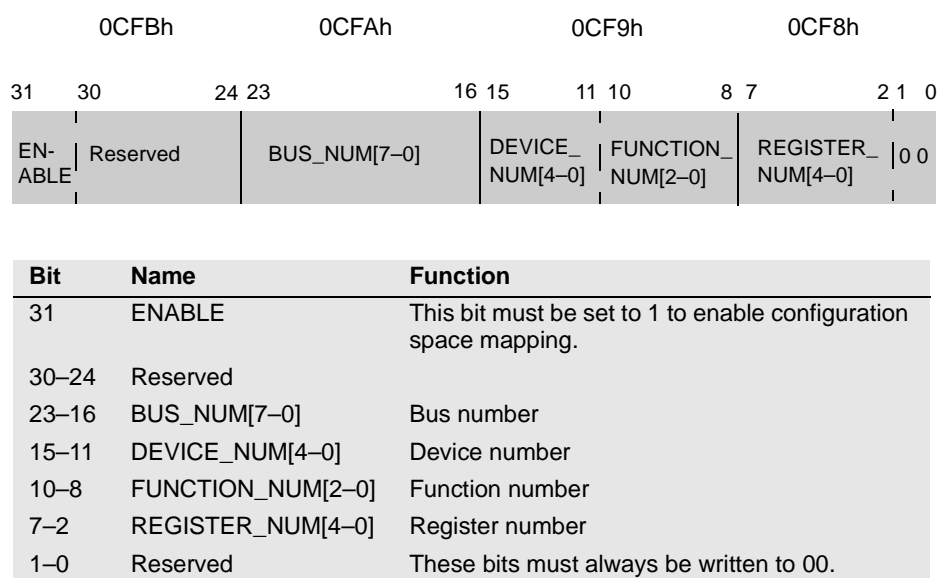 0CFBh 0CFAh 0CF9h 0CF8h
31 30 24 23 16 15 11 10 8 7 2 1 0
EN-
ABLE
Reserved
BUS_NUM[7–0]
DEVICE_
NUM[4–0]
FUNCTION_
NUM[2–0]
REGISTER_
NUM[4–0]
0 0
Bit Name Function
31 ENABLE This bit must be set to 1 to enable configuration
space mapping.
30–24 Reserved
23–16 BUS_NUM[7–0] Bus number
15–11 DEVICE_NUM[4–0] Device number
10–8 FUNCTION_NUM[2–0] Function number
7–2 REGISTER_NUM[4–0] Register number
1–0 Reserved These bits must always be written to 00.